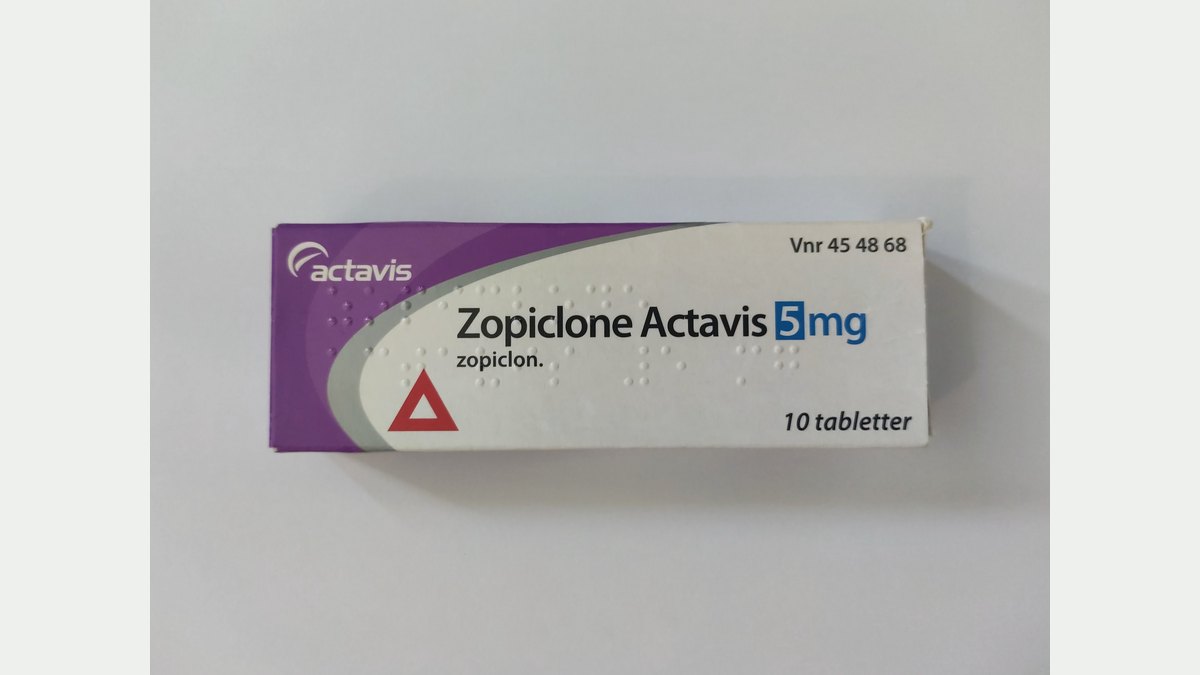 actavis
Vnr 45 48 68
Zopiclone Actavis 5mg
zopiclon.
10 tabletter